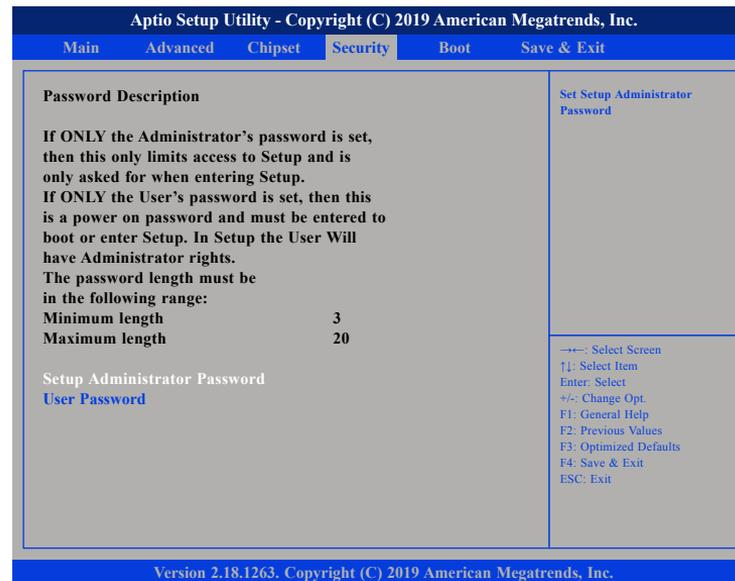 Aptio Setup Utility - Copyright (C) 2019 American Megatrends, Inc.
Main Advanced Chipset Security Boot Save & Exit
Password Description
If ONLY the Administrator’s password is set,
then this only limits access to Setup and is
only asked for when entering Setup.
If ONLY the User’s password is set, then this
is a power on password and must be entered to
boot or enter Setup. In Setup the User Will
have Administrator rights.
The password length must be
in the following range:
Minimum length 3
Maximum length 20
Setup Administrator Password
User Password
Set Setup Administrator
Password
→←: Select Screen
↑↓: Select Item
Enter: Select
+/-: Change Opt.
F1: General Help
F2: Previous Values
F3: Optimized Defaults
F4: Save & Exit
ESC: Exit
Version 2.18.1263. Copyright (C) 2019 American Megatrends, Inc.